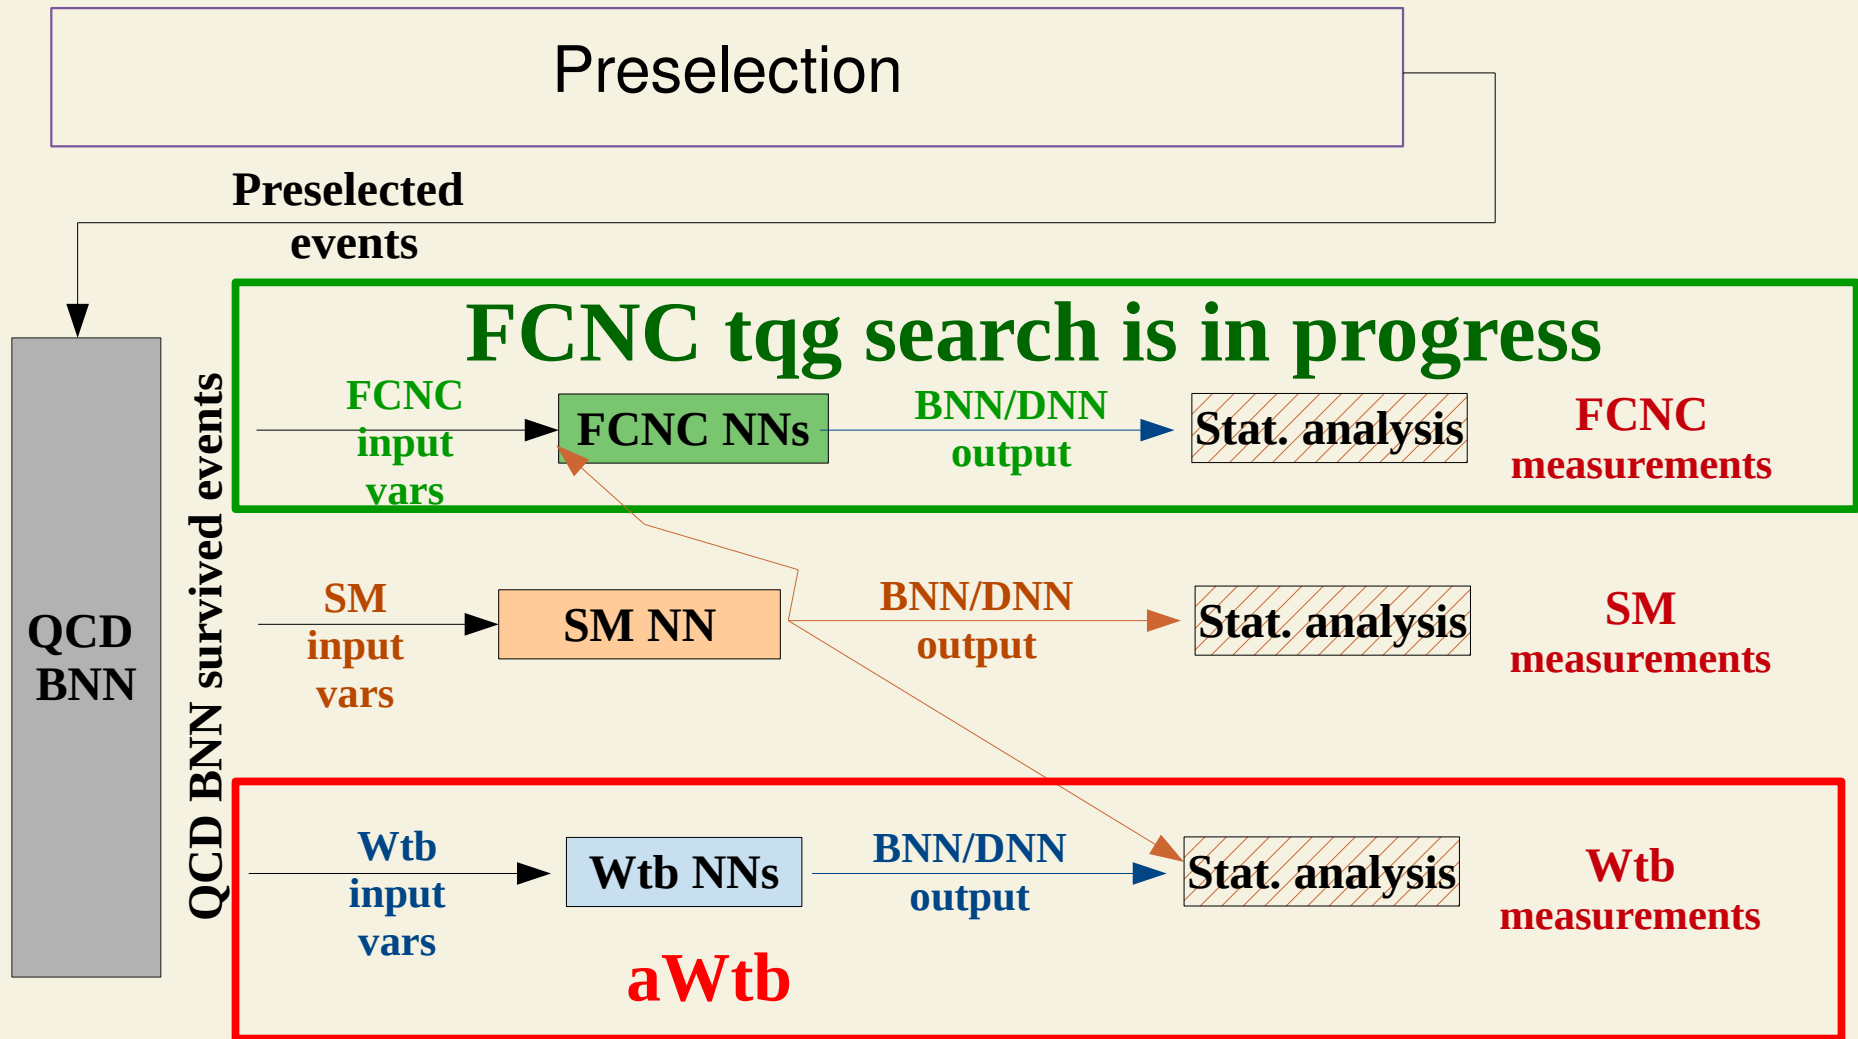 Preselection
Preselected
events
QCD
BNN
QCD BNN survived events
FCNC tqg search is in progress
FCNC
input
vars
FCNC NNs
BNN/DNN
output
Stat. analysis
FCNC
measurements
SM
input
vars
SM NN
BNN/DNN
output
Stat. analysis
SM
measurements
Wtb
input
vars
Wtb NNs
BNN/DNN
output
Stat. analysis
Wtb
measurements
aWtb